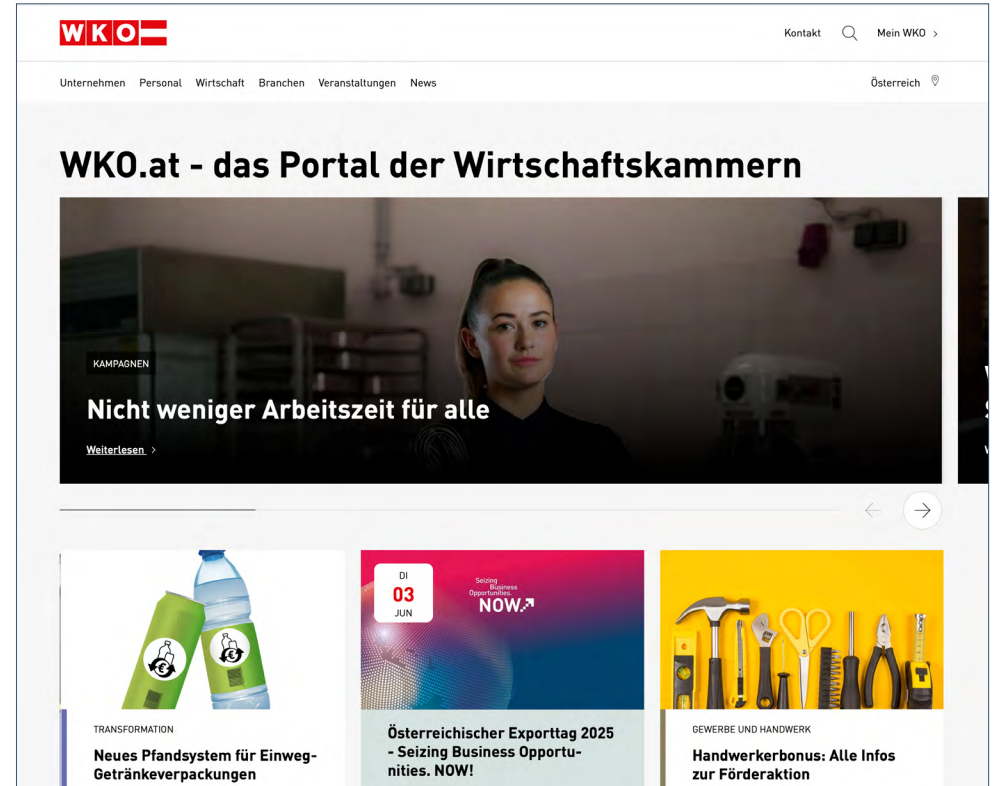 WKO
Kontakt
Mein WKO
Unternehmen Personal Wirtschaft Branchen Veranstaltungen News
Österreich
WKO.at - das Portal der Wirtschaftskammern
KAMPAGNEN
Nicht weniger Arbeitszeit für alle
Weiterlesen
DI
03
JUN
Seizing
Business
Opportunities.
NOW.
TRANSFORMATION
Neues Pfandsystem für Einweg-
Getränkeverpackungen
Österreichischer Exporttag 2025
- Seizing Business Opportu-
nities. NOW!
GEWERBE UND HANDWERK
Handwerkerbonus: Alle Infos
zur Förderaktion